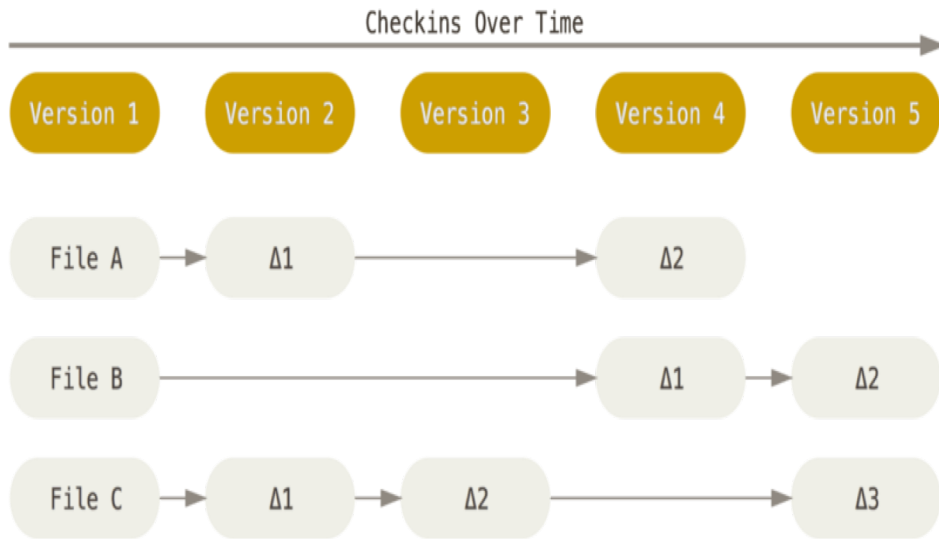 Checkins Over Time
Version 1 Version 2 Version 3 Version 4 Version 5
File A Δ1 Δ2
File B Δ1 Δ2
File C Δ1 Δ2 Δ3